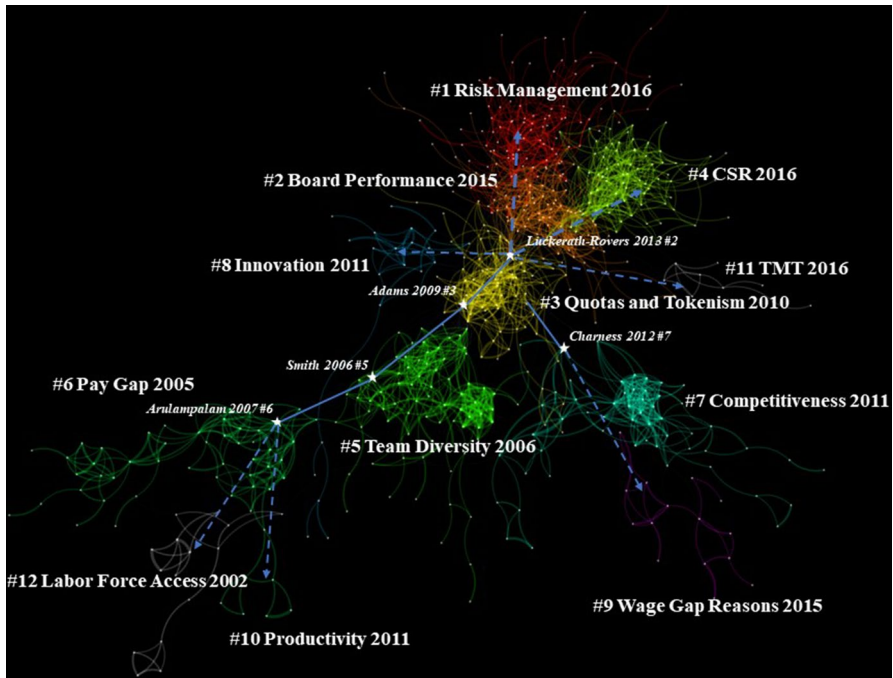 #1 Risk Management 2016
#2 Board Performance 2015
#4 CSR 2016
Luckerath-Rovers 2013 #2
#8 Innovation 2011
#11 TMT 2016
Adams 2009 #3
#3 Quotas and Tokenism 2010
Charness 2012 #7
Smith 2006 #5
#6 Pay Gap 2005
Arulampalam 2007 #6
#7 Competitiveness 2011
#5 Team Diversity 2006
#12 Labor Force Access 2002
#9 Wage Gap Reasons 2015
#10 Productivity 2011